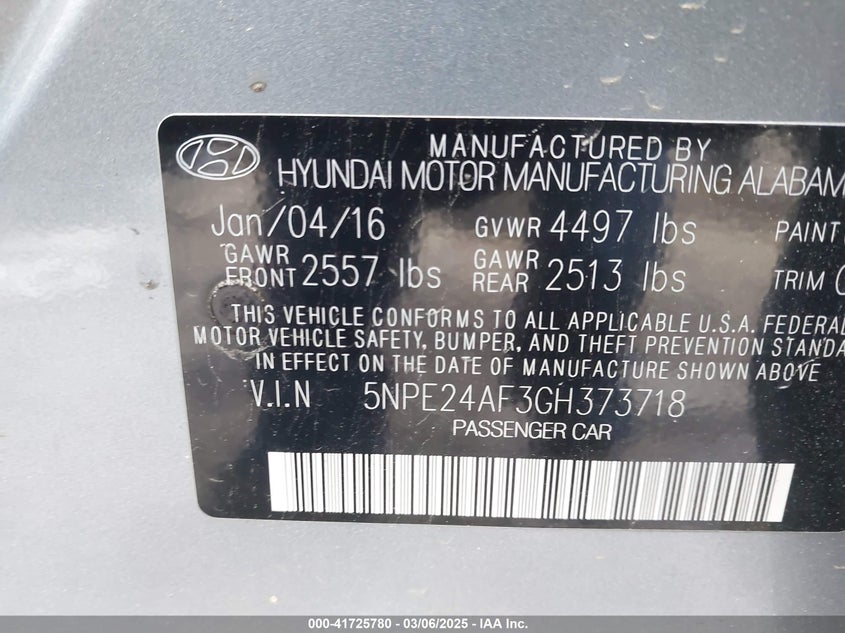 MANUFACTURED BY
HYUNDAI MOTOR MANUFACTURING ALABAM
Jan/04/16 GVWR 4497 lbs PAINT
GAWR FRONT 2557 lbs GAWR REAR 2513 lbs TRIM
THIS VEHICLE CONFORMS TO ALL APPLICABLE U.S.A. FEDERAL
MOTOR VEHICLE SAFETY, BUMPER, AND THEFT PREVENTION STANDA
IN EFFECT ON THE DATE OF MANUFACTURE SHOWN ABOVE
V.I.N 5NPE24AF3GH373718
PASSENGER CAR
000-41725780 - 03/06/2025 - IAA Inc.